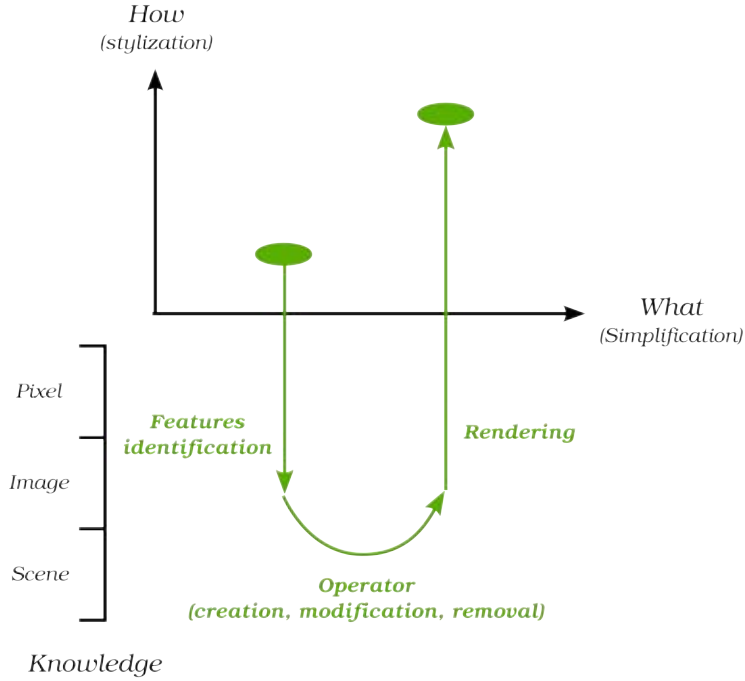 How
(stylization)
What
(Simplification)
Pixel
Features
identification
Rendering
Image
Scene
Operator
(creation, modification, removal)
Knowledge